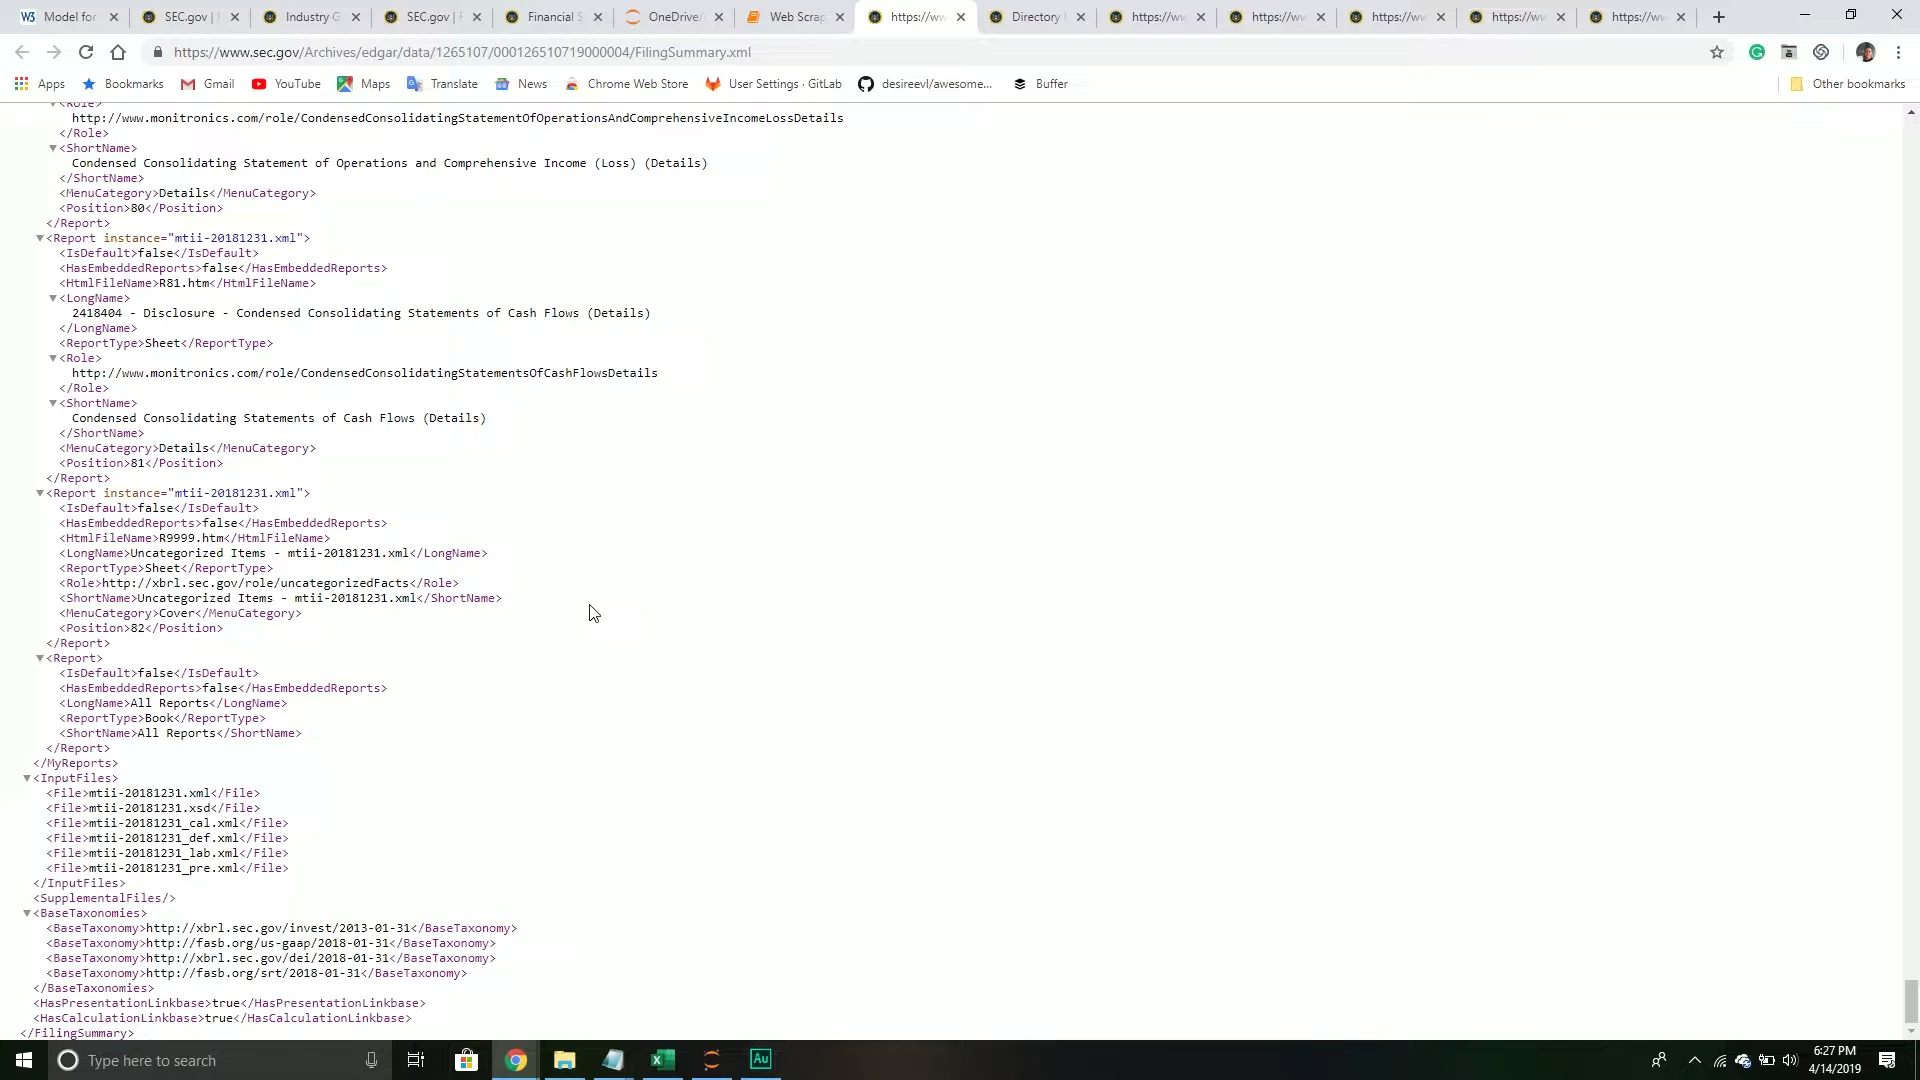 Model for
SEC.gov |
Industry G
SEC.gov | F
Financial S
OneDrive/
Web Scrap
https://ww
Directory
https://ww
https://ww
https://ww
https://ww
https://ww
https://www.sec.gov/Archives/edgar/data/1265107/000126510719000004/FilingSummary.xml
Apps
Bookmarks
Gmail
YouTube
Maps
Translate
News
Chrome Web Store
User Settings · GitLab
desireevl/awesome...
Buffer
Other bookmarks
<Role>
http://www.monitronics.com/role/CondensedConsolidatingStatementOfOperationsAndComprehensiveIncomeLossDetails
</Role>
<ShortName>
Condensed Consolidating Statement of Operations and Comprehensive Income (Loss) (Details)
</ShortName>
<MenuCategory>Details</MenuCategory>
<Position>80</Position>
</Report>
<Report instance="mtii-20181231.xml">
<IsDefault>false</IsDefault>
<HasEmbeddedReports>false</HasEmbeddedReports>
<HtmlFileName>R81.htm</HtmlFileName>
<LongName>
2418404 - Disclosure - Condensed Consolidating Statements of Cash Flows (Details)
</LongName>
<ReportType>Sheet</ReportType>
<Role>
http://www.monitronics.com/role/CondensedConsolidatingStatementsOfCashFlowsDetails
</Role>
<ShortName>
Condensed Consolidating Statements of Cash Flows (Details)
</ShortName>
<MenuCategory>Details</MenuCategory>
<Position>81</Position>
</Report>
<Report instance="mtii-20181231.xml">
<IsDefault>false</IsDefault>
<HasEmbeddedReports>false</HasEmbeddedReports>
<HtmlFileName>R9999.htm</HtmlFileName>
<LongName>Uncategorized Items - mtii-20181231.xml</LongName>
<ReportType>Sheet</ReportType>
<Role>http://xbrl.sec.gov/role/uncategorizedFacts</Role>
<ShortName>Uncategorized Items - mtii-20181231.xml</ShortName>
<MenuCategory>Cover</MenuCategory>
<Position>82</Position>
</Report>
<Report>
<IsDefault>false</IsDefault>
<HasEmbeddedReports>false</HasEmbeddedReports>
<LongName>All Reports</LongName>
<ReportType>Book</ReportType>
<ShortName>All Reports</ShortName>
</Report>
</MyReports>
<InputFiles>
<File>mtii-20181231.xml</File>
<File>mtii-20181231.xsd</File>
<File>mtii-20181231_cal.xml</File>
<File>mtii-20181231_def.xml</File>
<File>mtii-20181231_lab.xml</File>
<File>mtii-20181231_pre.xml</File>
</InputFiles>
<SupplementalFiles/>
<BaseTaxonomies>
<BaseTaxonomy>http://xbrl.sec.gov/invest/2013-01-31</BaseTaxonomy>
<BaseTaxonomy>http://fasb.org/us-gaap/2018-01-31</BaseTaxonomy>
<BaseTaxonomy>http://xbrl.sec.gov/dei/2018-01-31</BaseTaxonomy>
<BaseTaxonomy>http://fasb.org/srt/2018-01-31</BaseTaxonomy>
</BaseTaxonomies>
<HasPresentationLinkbase>true</HasPresentationLinkbase>
<HasCalculationLinkbase>true</HasCalculationLinkbase>
</FilingSummary>
Type here to search
Au
6:27 PM
4/14/2019